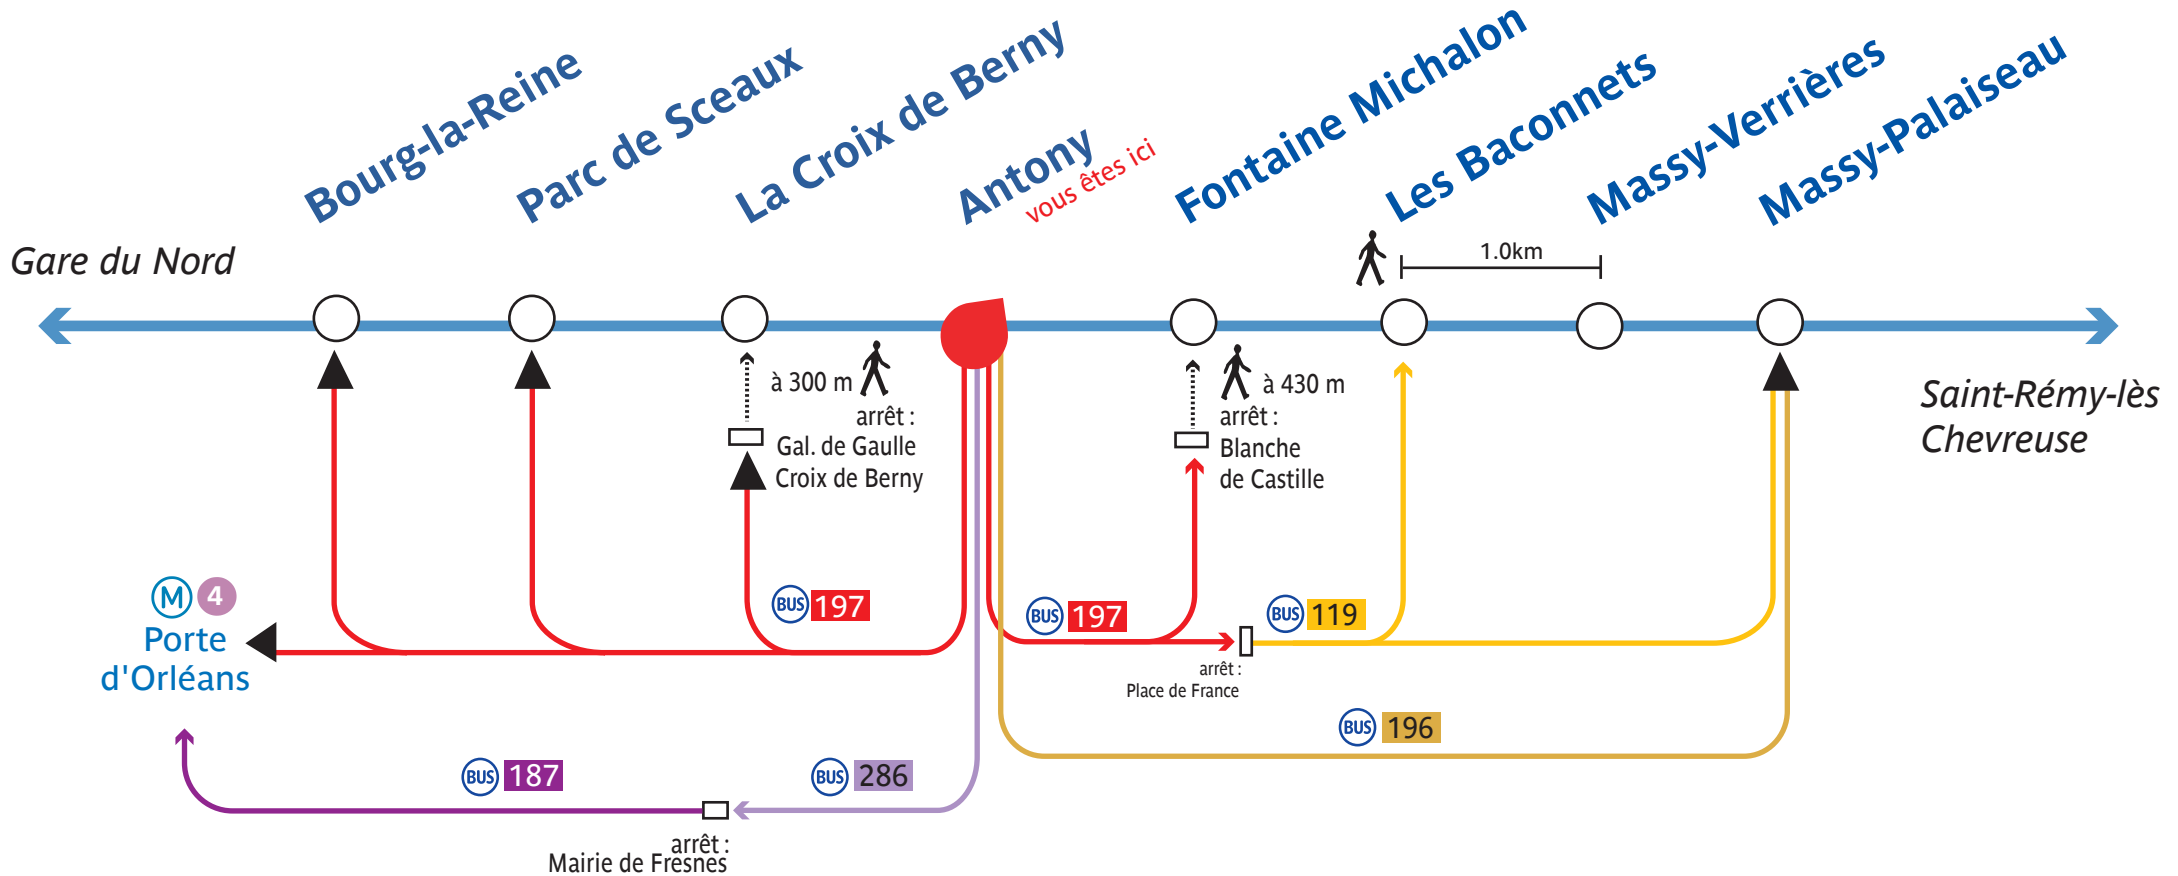 Bourg-la-Reine
Parc de Sceaux
La Croix de Berny
Antony
vous êtes ici
Fontaine Michalon
Les Baconnets
Massy-Verrières
Massy-Palaiseau
Gare du Nord
1.0km
Saint-Rémy-lès
Chevreuse
à 300 m
arrêt :
Gal. de Gaulle
Croix de Berny
à 430 m
arrêt :
Blanche
de Castille
M 4
Porte
d'Orléans
BUS 197
BUS 197
BUS 119
arrêt :
Place de France
BUS 196
BUS 187
BUS 286
arrêt :
Mairie de Fresnes